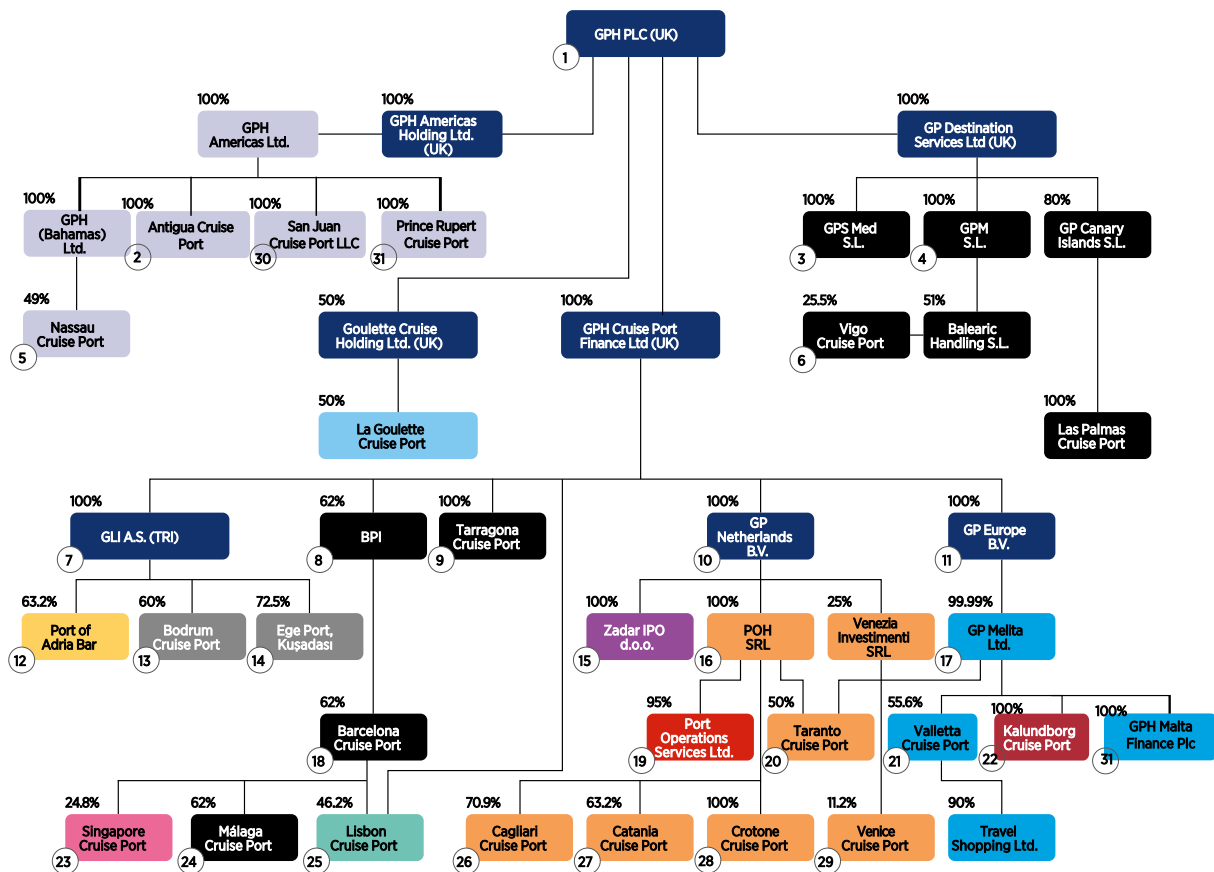 GPH PLC (UK)
1
100%
GPH
Americas Ltd.
100%
GPH Americas
Holding Ltd.
(UK)
100%
GP Destination
Services Ltd (UK)
100%
GPH
(Bahamas)
Ltd.
100%
Antigua Cruise
Port
2
100%
San Juan
Cruise Port LLC
30
100%
Prince Rupert
Cruise Port
31
100%
GPS Med
S.L.
3
100%
GPM
S.L.
4
80%
GP Canary
Islands S.L.
49%
Nassau
Cruise Port
5
50%
Goulette Cruise
Holding Ltd. (UK)
100%
GPH Cruise Port
Finance Ltd (UK)
25.5%
Vigo
Cruise Port
6
51%
Balearic
Handling S.L.
50%
La Goulette
Cruise Port
100%
Las Palmas
Cruise Port
100%
GLI A.S. (TRI)
7
62%
BPI
8
100%
Tarragona
Cruise Port
9
100%
GP
Netherlands
B.V.
10
100%
GP Europe
B.V.
11
63.2%
Port of
Adria Bar
12
60%
Bodrum
Cruise Port
13
72.5%
Ege Port,
Kuşadası
14
100%
Zadar IPO
d.o.o.
15
100%
POH
SRL
16
25%
Venezia
Investimenti
SRL
99.99%
GP Melita
Ltd.
17
62%
Barcelona
Cruise Port
18
95%
Port
Operations
Services Ltd.
19
50%
Taranto
Cruise Port
20
55.6%
Valletta
Cruise Port
21
100%
Kalundborg
Cruise Port
22
100%
GPH Malta
Finance Plc
31
24.8%
Singapore
Cruise Port
23
62%
Málaga
Cruise Port
24
46.2%
Lisbon
Cruise Port
25
70.9%
Cagliari
Cruise Port
26
63.2%
Catania
Cruise Port
27
100%
Crotone
Cruise Port
28
11.2%
Venice
Cruise Port
29
90%
Travel
Shopping Ltd.